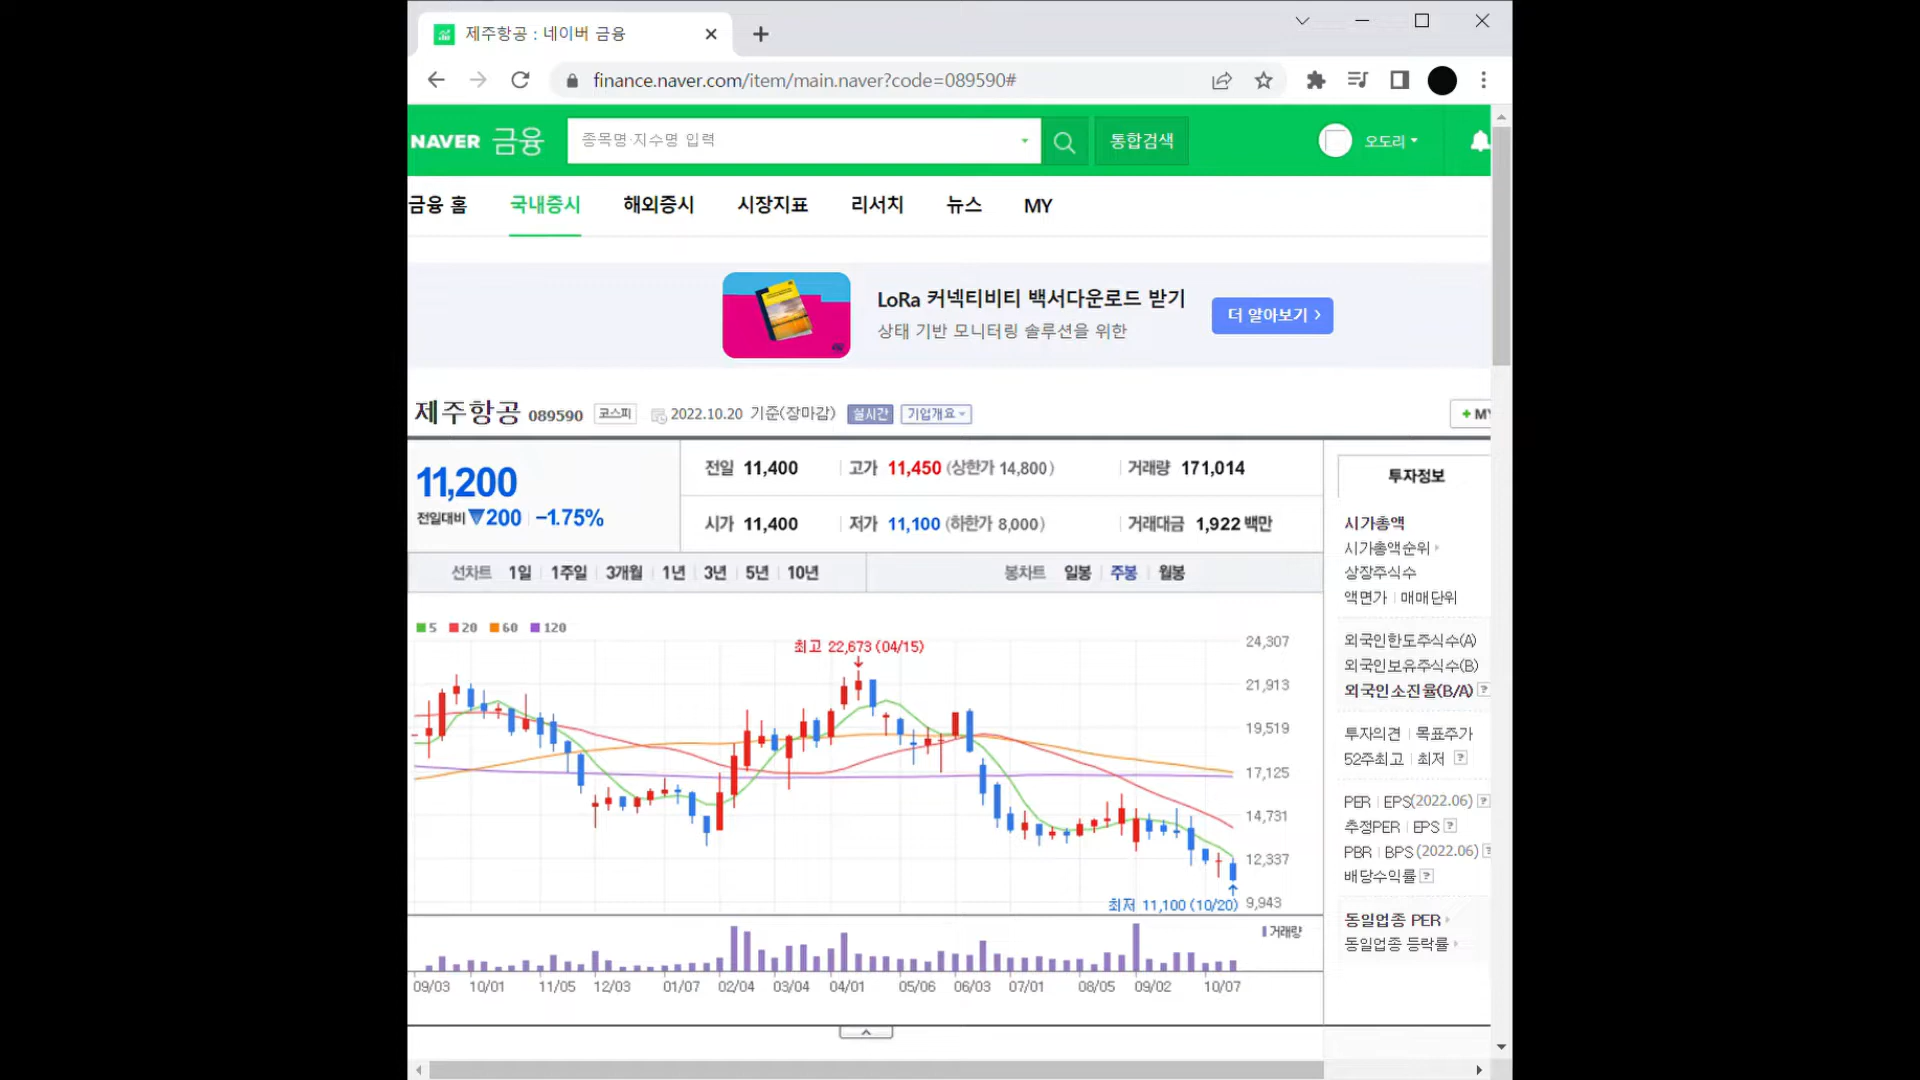 제주항공 : 네이버 금융
finance.naver.com/item/main.naver?code=089590#
NAVER 금융
종목명·지수명 입력
통합검색
오도리
금융 홈 국내증시 해외증시 시장지표 리서치 뉴스 MY
LoRa 커넥티비티 백서다운로드 받기
상태 기반 모니터링 솔루션을 위한
더 알아보기 >
제주항공 089590 코스피 2022.10.20 기준(장마감) 실시간 기업개요
+ MY
11,200
전일대비 ▼200 -1.75%
전일 11,400 고가 11,450 (상한가 14,800) 거래량 171,014
시가 11,400 저가 11,100 (하한가 8,000) 거래대금 1,922 백만
선차트 1일 1주일 3개월 1년 3년 5년 10년 봉차트 일봉 주봉 월봉
5 20 60 120
최고 22,673 (04/15)
24,307
21,913
19,519
17,125
14,731
12,337
9,943
최저 11,100 (10/20)
거래량
09/03 10/01 11/05 12/03 01/07 02/04 03/04 04/01 05/06 06/03 07/01 08/05 09/02 10/07
투자정보
시가총액
시가총액순위
상장주식수
액면가 | 매매단위
외국인한도주식수(A)
외국인보유주식수(B)
외국인소진율(B/A) ?
투자의견 | 목표주가
52주최고 | 최저 ?
PER | EPS(2022.06) ?
추정PER | EPS ?
PBR | BPS (2022.06) ?
배당수익률 ?
동일업종 PER
동일업종 등락률